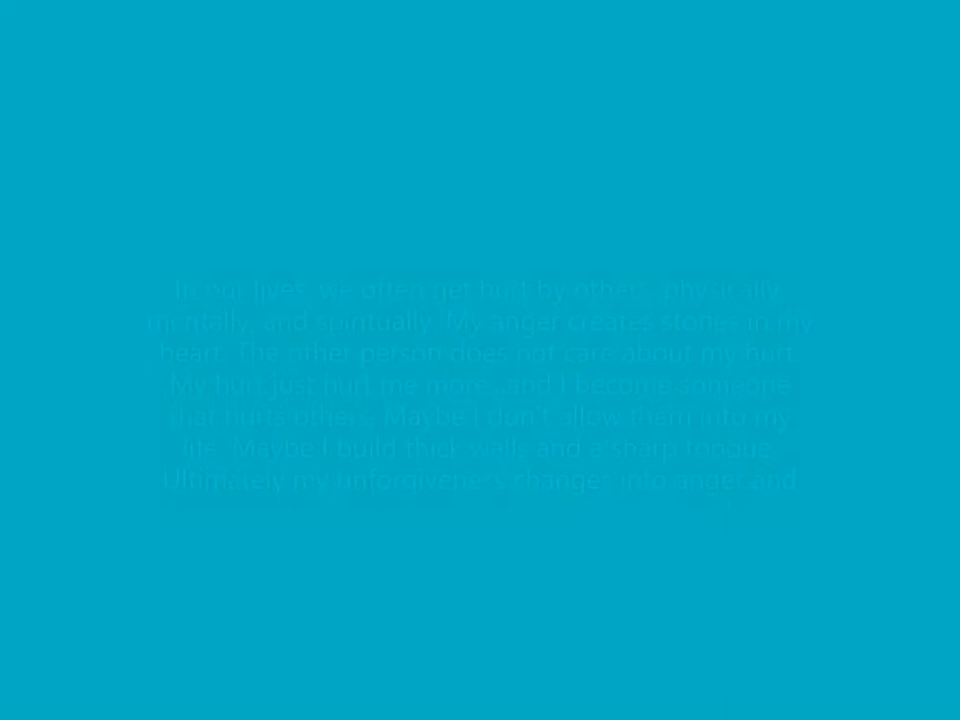 In our lives, we often get hurt by others, physically,
mentally, and spiritually. My anger creates stories in my
heart. The other person does not care about my hurt.
My hurt just hurt me more...and I become someone
that hurts others. Maybe I don't allow them into my
life. Maybe I build thick walls and a sharp tongue.
Ultimately my unforgiveness changes into anger and